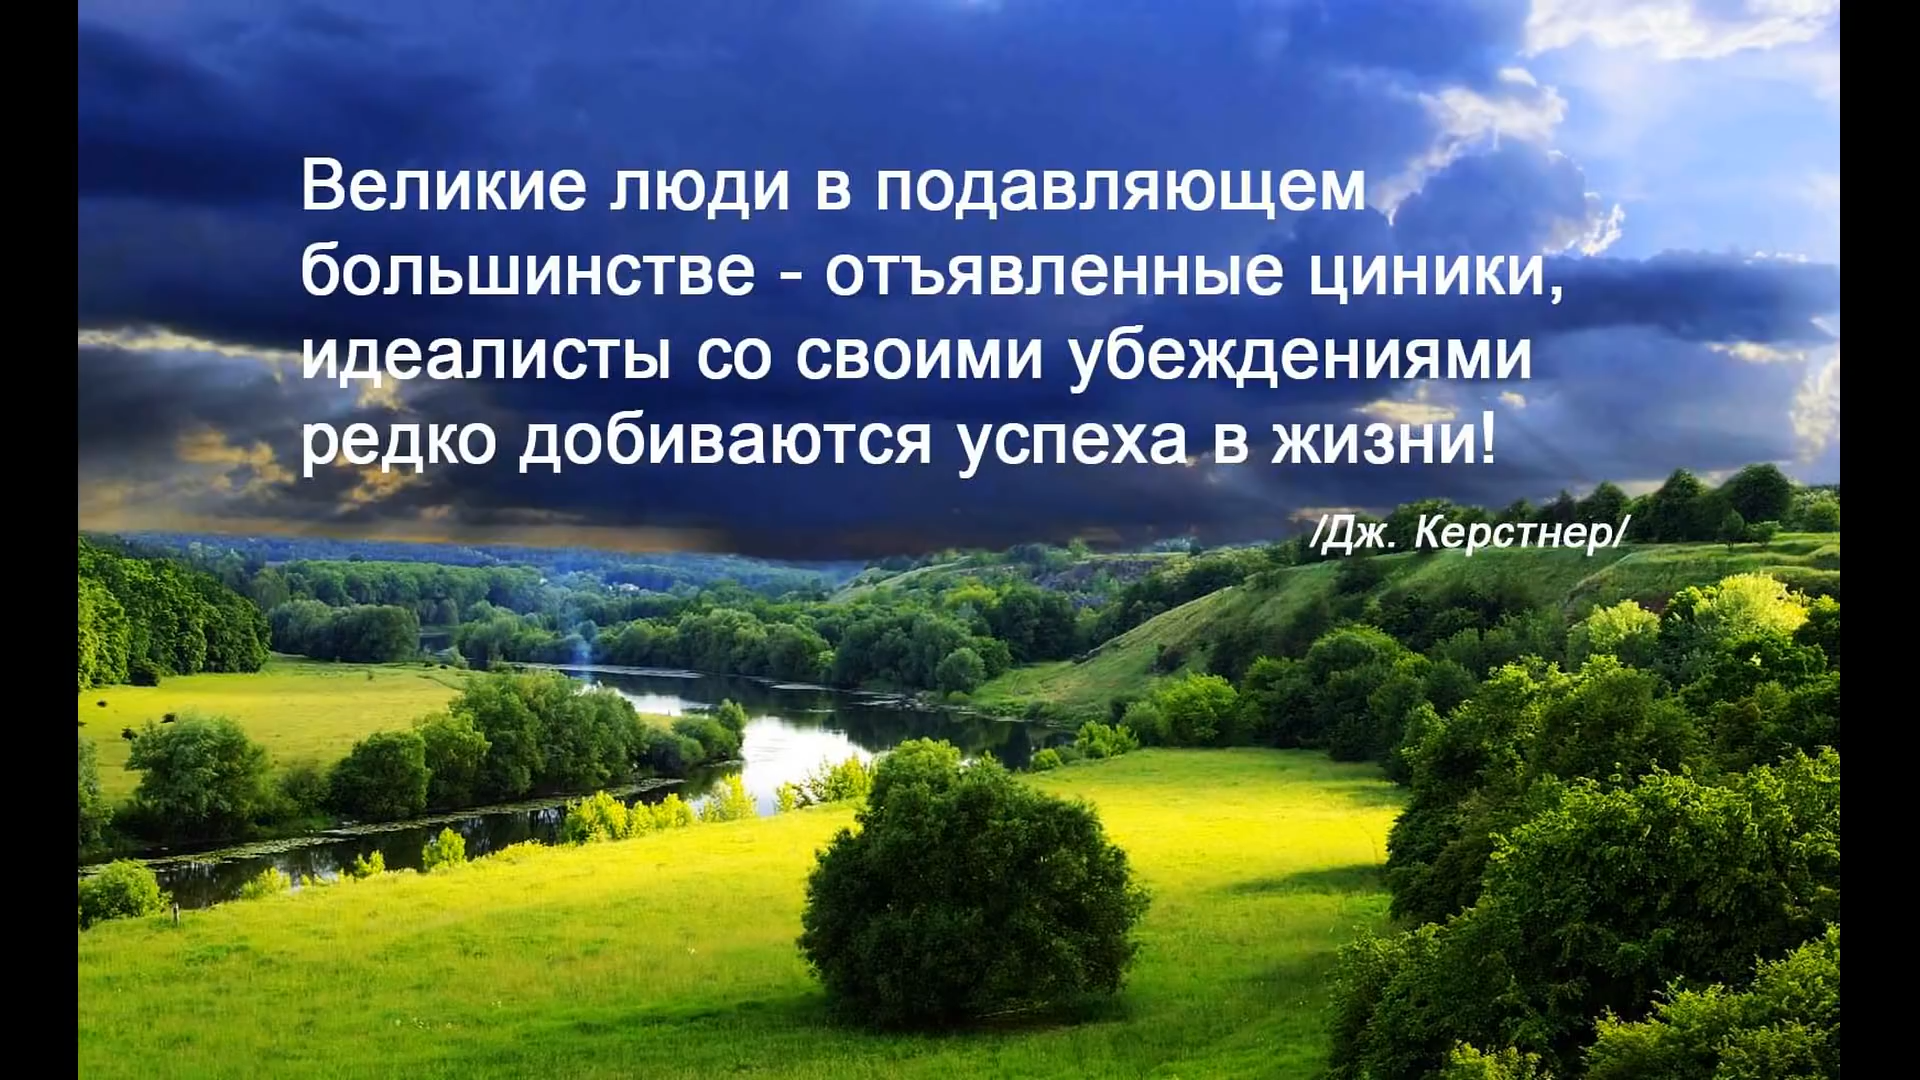 Великие люди в подавляющем
большинстве - отъявленные циники,
идеалисты со своими убеждениями
редко добиваются успеха в жизни!
/Дж. Керстнер/